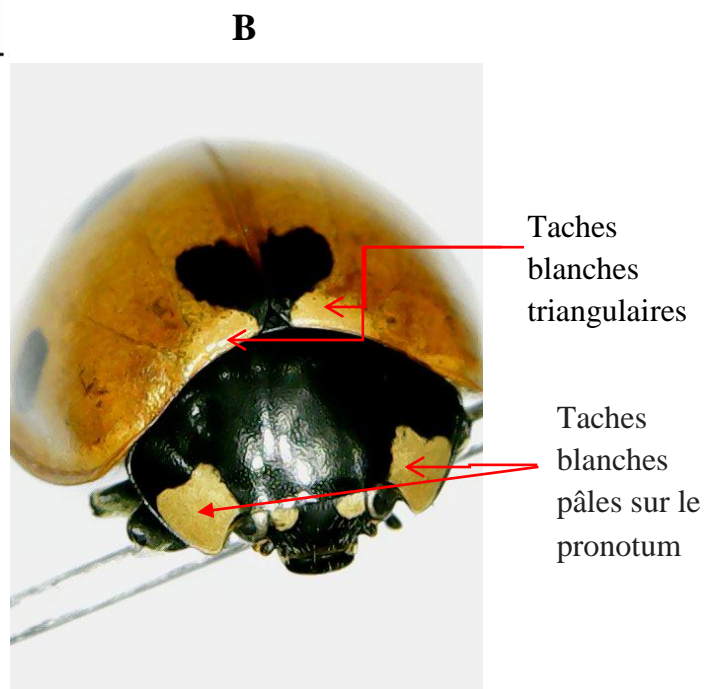 B
Taches
blanches
triangulaires
Taches
blanches
pâles sur le
pronotum